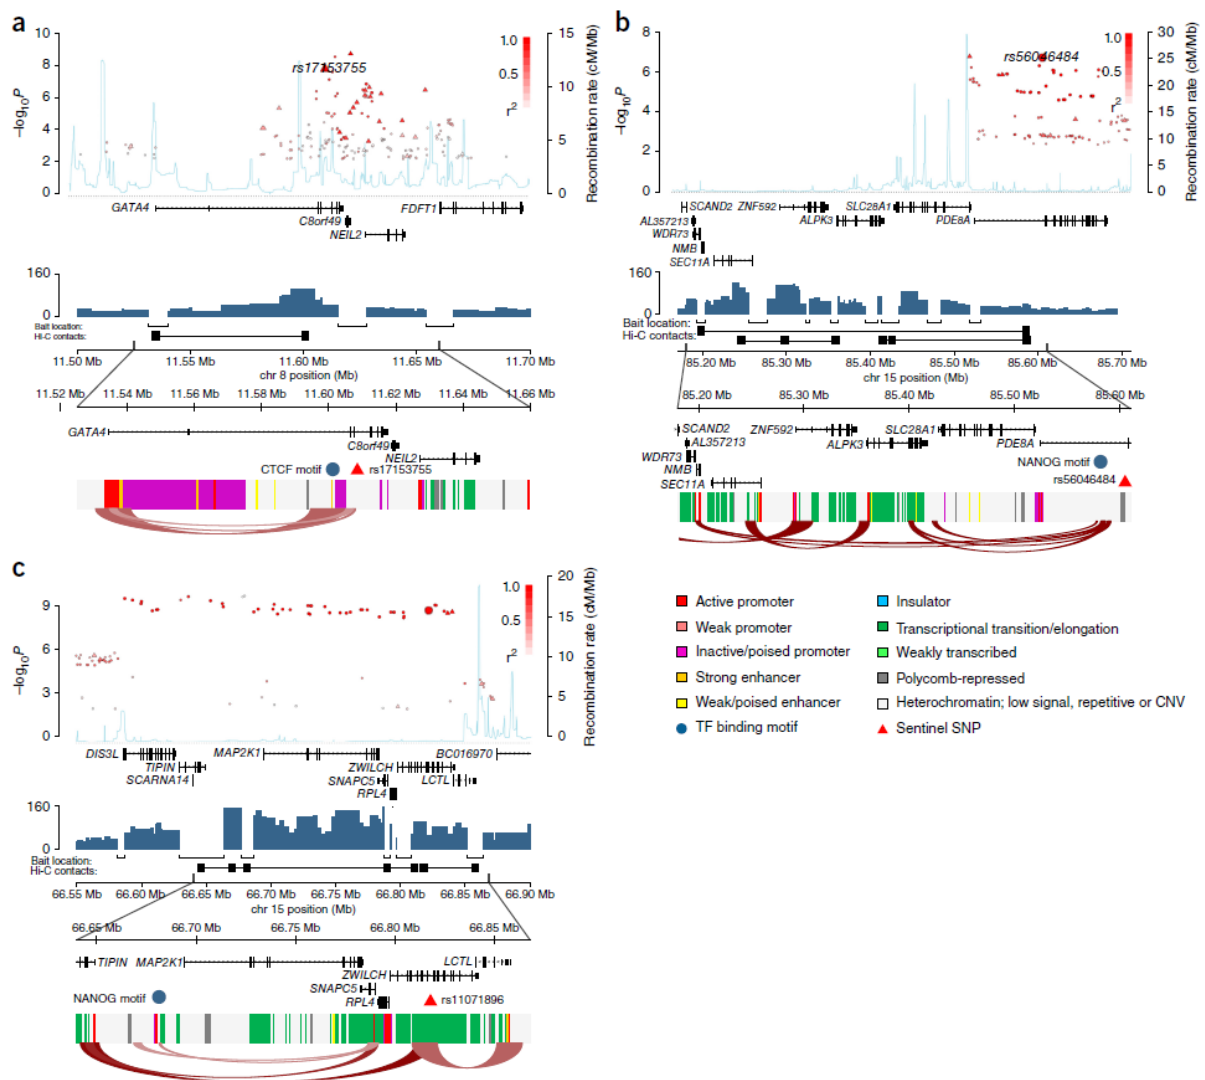 a
10
8
6
4
2
0
–log10P
rs17153755
1.0
0.5
r2
15
10
5
0
Recombination rate (cM/Mb)
GATA4
C8orf49
NEIL2
FDFT1
160
0
Bait location:
Hi-C contacts:
11.50 Mb 11.55 Mb 11.60 Mb 11.65 Mb 11.70 Mb
chr 8 position (Mb)
11.52 Mb 11.54 Mb 11.56 Mb 11.58 Mb 11.60 Mb 11.62 Mb 11.64 Mb 11.66 Mb
GATA4
C8orf49
NEIL2
CTCF motif rs17153755
b
8
6
4
2
0
–log10P
rs56046484
1.0
0.5
r2
30
25
20
15
10
5
0
Recombination rate (cM/Mb)
SCAND2 ZNF592 SLC28A1
AL357213 ALPK3 PDE8A
WDR73
NMB
SEC11A
160
0
Bait location:
Hi-C contacts:
85.20 Mb 85.30 Mb 85.40 Mb 85.50 Mb 85.60 Mb 85.70 Mb
chr 15 position (Mb)
85.20 Mb 85.30 Mb 85.40 Mb 85.50 Mb 85.60 Mb
SCAND2 ZNF592 SLC28A1
AL357213 ALPK3 PDE8A
WDR73
NMB
SEC11A
NANOG motif
rs56046484
c
9
6
3
0
–log10P
1.0
0.5
r2
20
15
10
5
0
Recombination rate (cM/Mb)
DIS3L MAP2K1 BC016970
TIPIN ZWILCH
SCARNA14 SNAPC5 LCTL
RPL4
160
0
Bait location:
Hi-C contacts:
66.55 Mb 66.60 Mb 66.65 Mb 66.70 Mb 66.75 Mb 66.80 Mb 66.85 Mb 66.90 Mb
chr 15 position (Mb)
66.65 Mb 66.70 Mb 66.75 Mb 66.80 Mb 66.85 Mb
TIPIN MAP2K1 LCTL
ZWILCH
SNAPC5
NANOG motif RPL4 rs11071896
Active promoter
Weak promoter
Inactive/poised promoter
Strong enhancer
Weak/poised enhancer
TF binding motif
Insulator
Transcriptional transition/elongation
Weakly transcribed
Polycomb-repressed
Heterochromatin; low signal, repetitive or CNV
Sentinel SNP